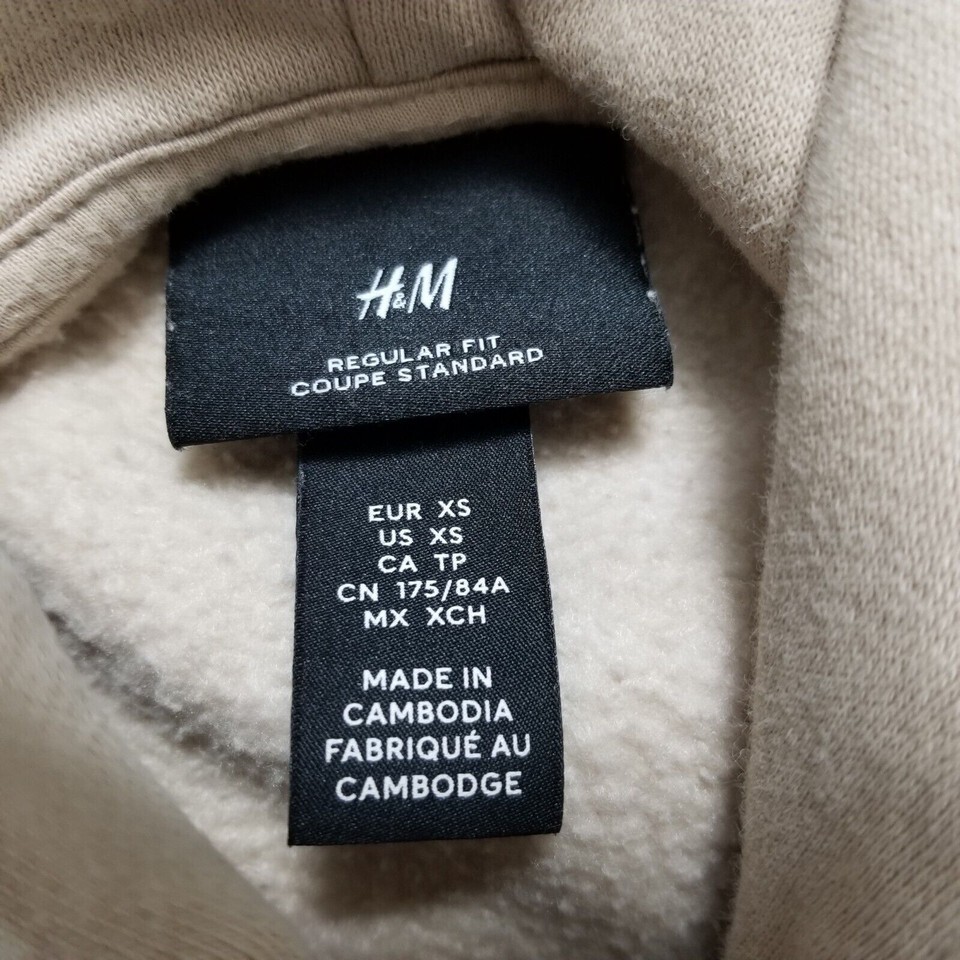 H&M
REGULAR FIT
COUPE STANDARD
EUR XS
US XS
CA TP
CN 175/84A
MX XCH
MADE IN
CAMBODIA
FABRIQUÉ AU
CAMBODGE